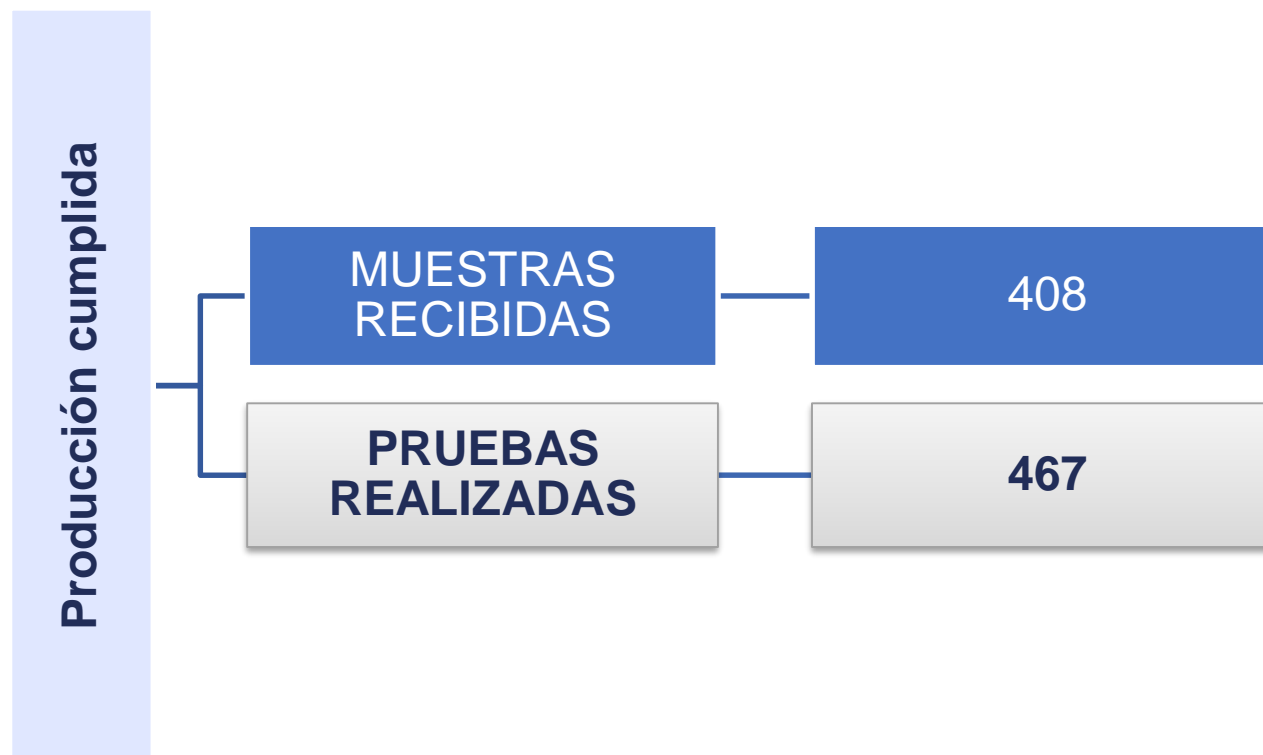 Producción cumplida
MUESTRAS
RECIBIDAS
408
PRUEBAS
REALIZADAS
467